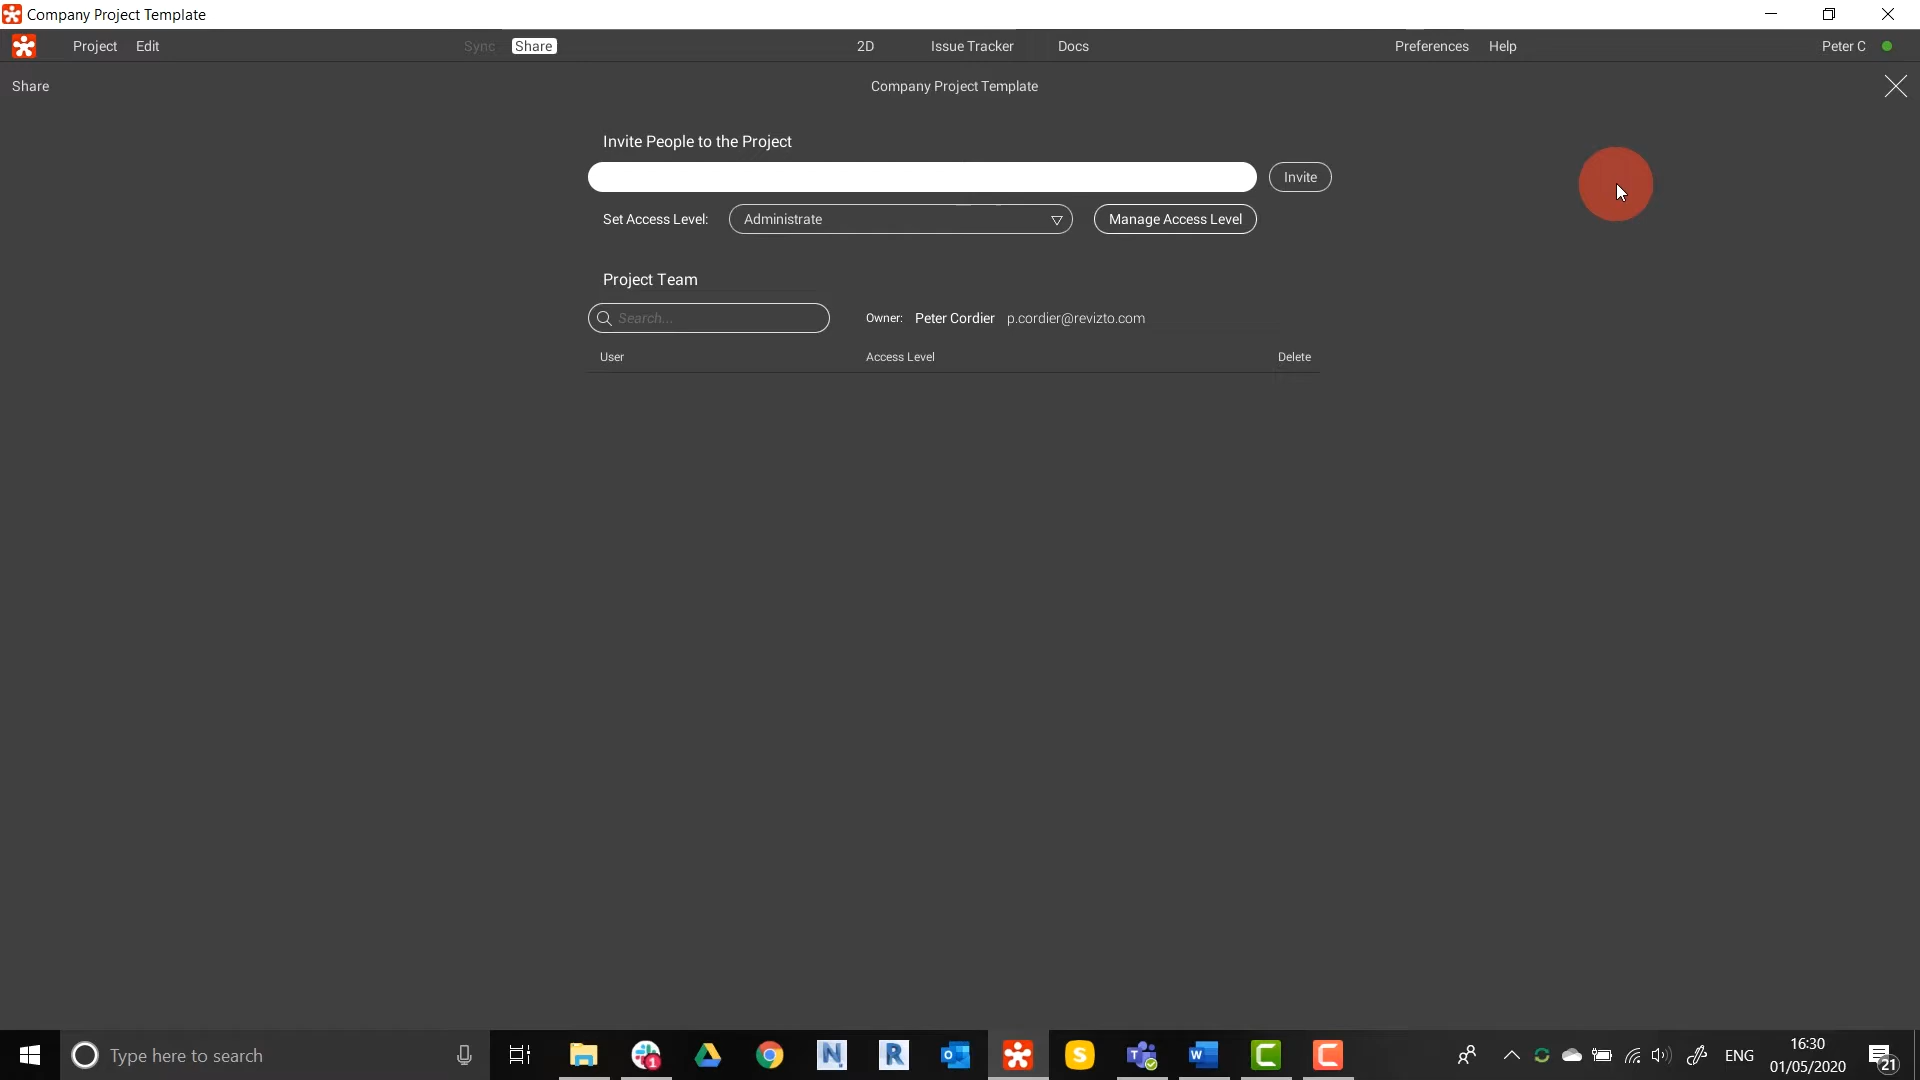 Company Project Template
Project Edit Sync Share 2D Issue Tracker Docs Preferences Help Peter C
Share Company Project Template
Invite People to the Project
Invite
Set Access Level: Administrate Manage Access Level
Project Team
Search... Owner: Peter Cordier p.cordier@revizto.com
User Access Level Delete
Type here to search 1 N R o S T W C C ENG 16:30
01/05/2020 21